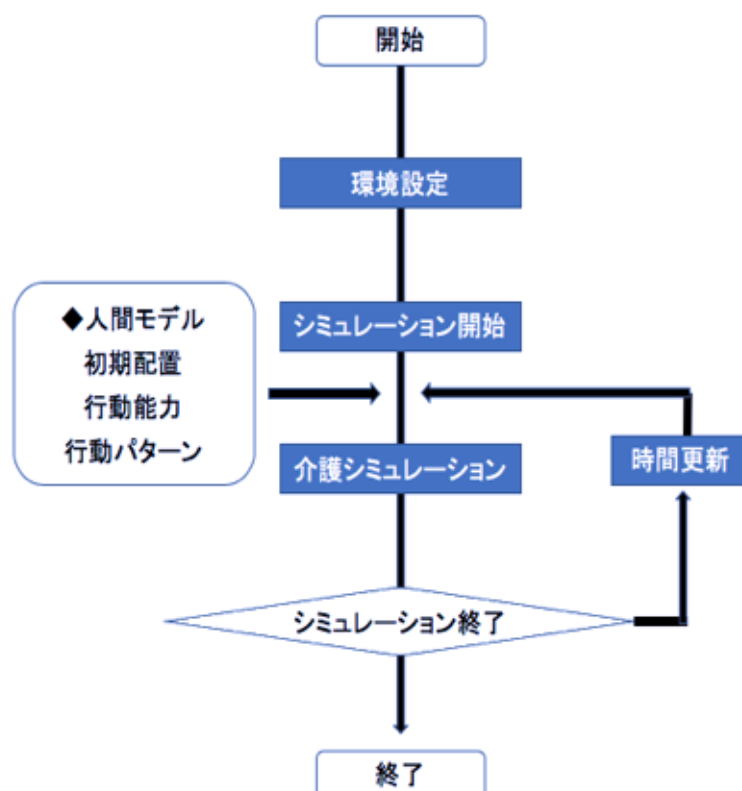 開始
環境設定
シミュレーション開始
◆人間モデル
初期配置
行動能力
行動パターン
介護シミュレーション
時間更新
シミュレーション終了
終了